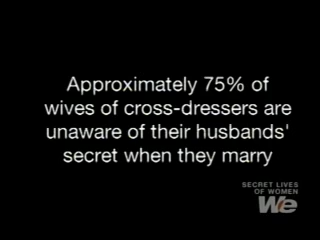 Approximately 75% of
wives of cross-dressers are
unaware of their husbands'
secret when they marry
SECRET LIVES
OF WOMEN
We